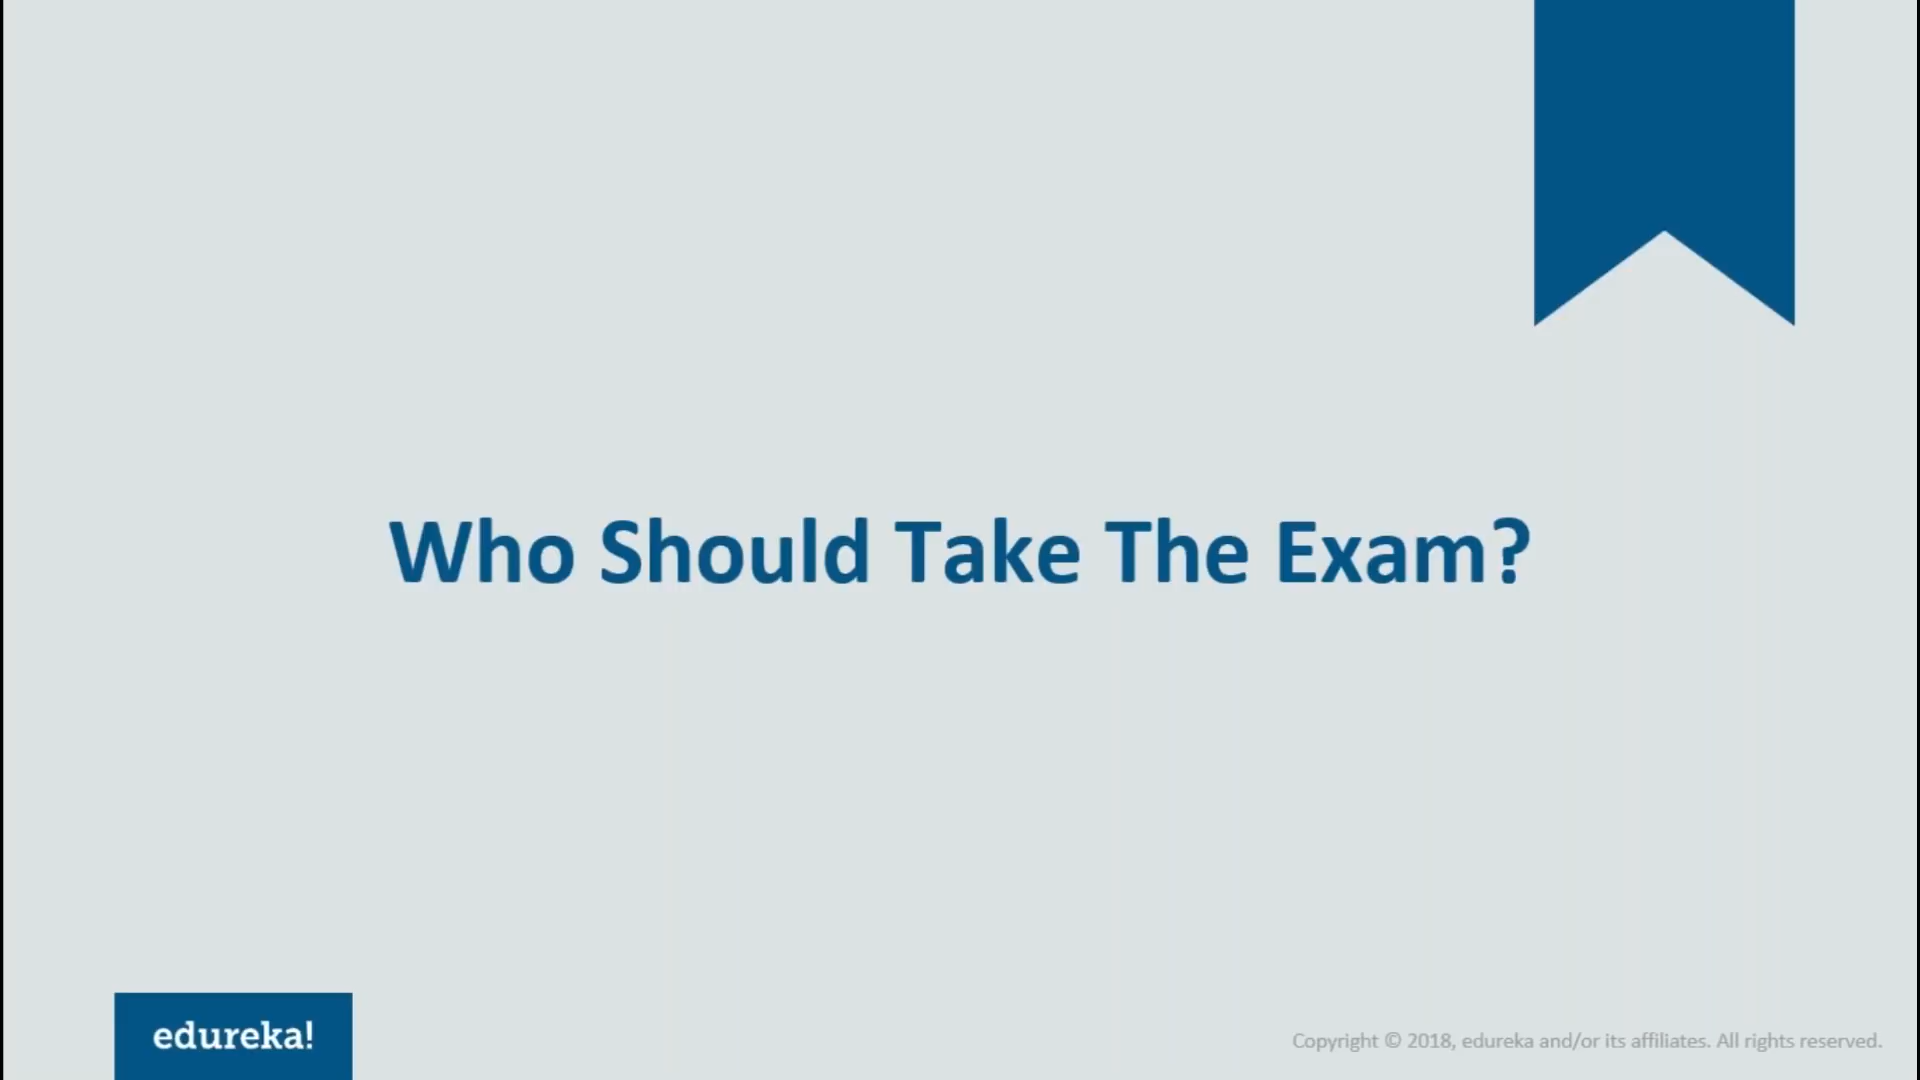 Who Should Take The Exam?
edureka!
Copyright © 2018, edureka and/or its affiliates. All rights reserved.